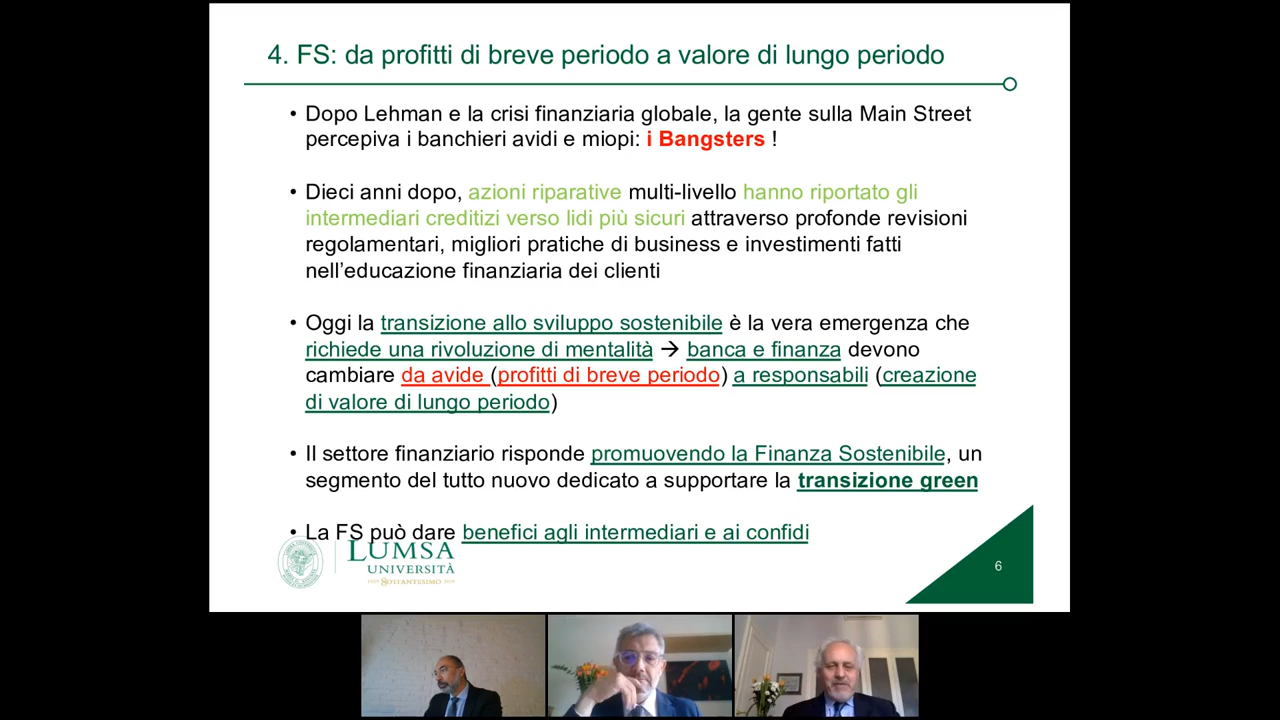 4. FS: da profitti di breve periodo a valore di lungo periodo
• Dopo Lehman e la crisi finanziaria globale, la gente sulla Main Street
percepiva i banchieri avidi e miopi: i Bangsters !
• Dieci anni dopo, azioni riparative multi-livello hanno riportato gli
intermediari creditizi verso lidi più sicuri attraverso profonde revisioni
regolamentari, migliori pratiche di business e investimenti fatti
nell’educazione finanziaria dei clienti
• Oggi la transizione allo sviluppo sostenibile è la vera emergenza che
richiede una rivoluzione di mentalità → banca e finanza devono
cambiare da avide (profitti di breve periodo) a responsabili (creazione
di valore di lungo periodo)
• Il settore finanziario risponde promuovendo la Finanza Sostenibile, un
segmento del tutto nuovo dedicato a supportare la transizione green
• La FS può dare benefici agli intermediari e ai confidi
LUMSA
UNIVERSITÀ
1939 SOTTANTESIMO 2019
6